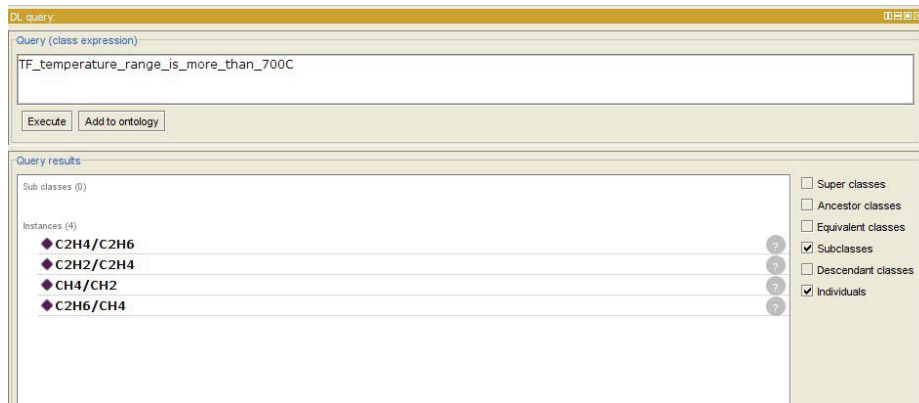 DL query:
Query (class expression)
TF_temperature_range_is_more_than_700C
Execute Add to ontology
Query results
Sub classes (0)
Instances (4)
C2H4/C2H6 ?
C2H2/C2H4 ?
CH4/CH2 ?
C2H6/CH4 ?
Super classes
Ancestor classes
Equivalent classes
Subclasses
Descendant classes
Individuals